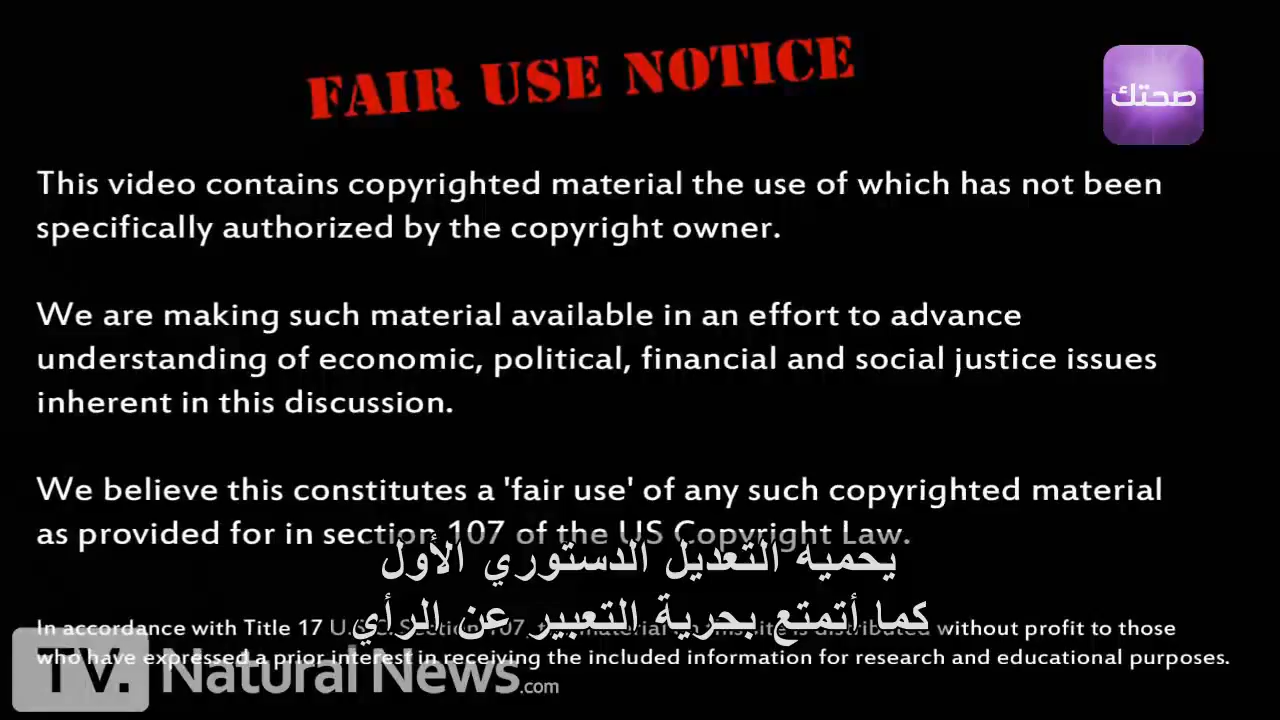 FAIR USE NOTICE
صحتك
This video contains copyrighted material the use of which has not been
specifically authorized by the copyright owner.
We are making such material available in an effort to advance
understanding of economic, political, financial and social justice issues
inherent in this discussion.
We believe this constitutes a 'fair use' of any such copyrighted material
as provided for in section 107 of the US Copyright Law.
يحميه التعديل الدستوري الأول
كما أتمتع بحرية التعبير عن الرأي
In accordance with Title 17 U.S.C. Section 107, the material on this site is distributed without profit to those
who have expressed a prior interest in receiving the included information for research and educational purposes.
TV. NaturalNews.com